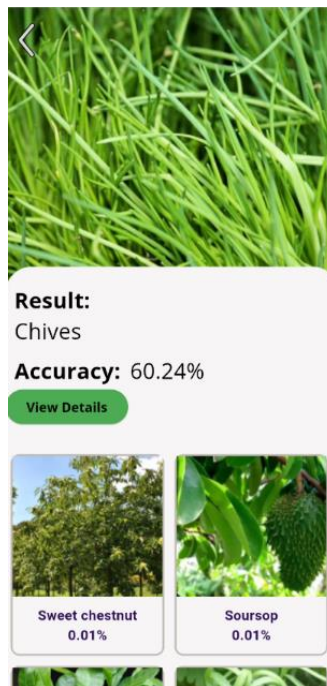 Result:
Chives
Accuracy: 60.24%
View Details
Sweet chestnut
0.01%
Soursop
0.01%